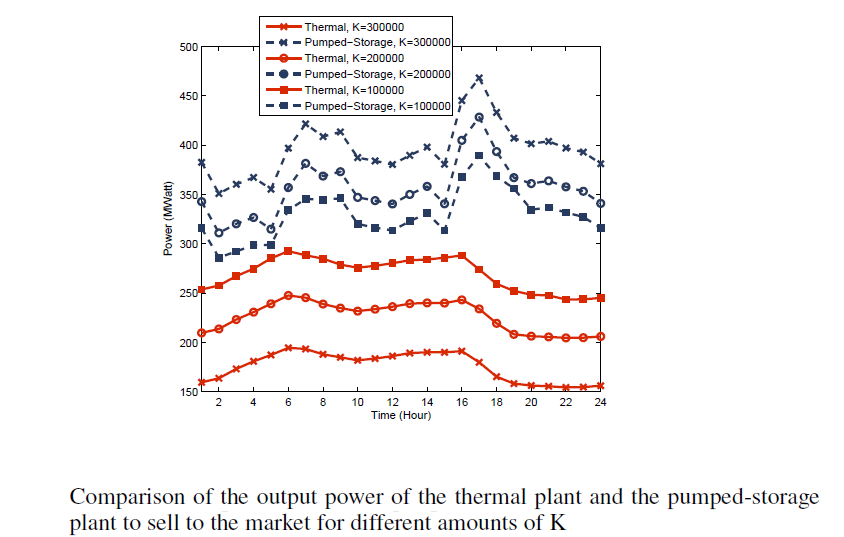 Thermal, K=300000
Pumped−Storage, K=300000
Thermal, K=200000
Pumped−Storage, K=200000
Thermal, K=100000
Pumped−Storage, K=100000
500
450
400
350
300
250
200
150
Power (MWatt)
2 4 6 8 10 12 14 16 18 20 22 24
Time (Hour)
Comparison of the output power of the thermal plant and the pumped-storage
plant to sell to the market for different amounts of K